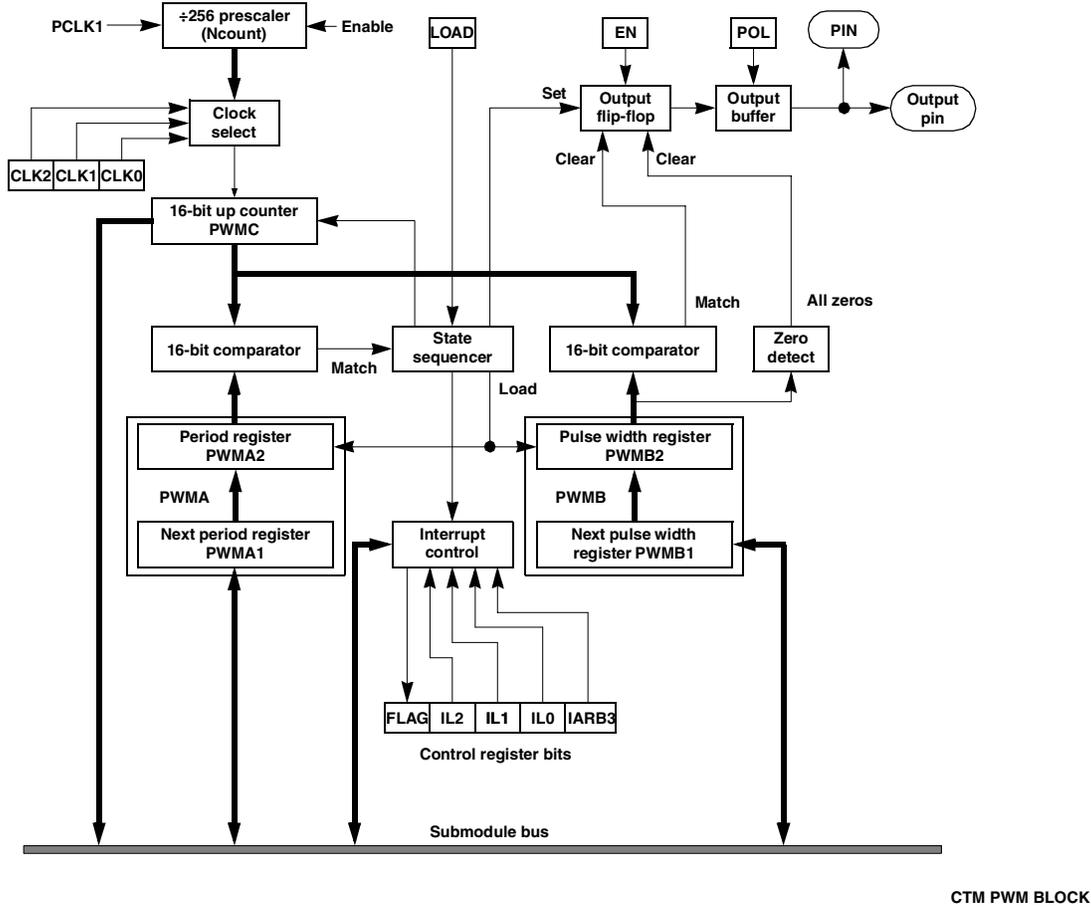 ÷256 prescaler
(Ncount)
PCLK1
Enable
LOAD
EN
POL
PIN
Clock
select
Set
Output
flip-flop
Output
buffer
Output
pin
Clear
Clear
CLK2 CLK1 CLK0
16-bit up counter
PWMC
Match
All zeros
16-bit comparator
Match
State
sequencer
16-bit comparator
Zero
detect
Load
Period register
PWMA2
Pulse width register
PWMB2
PWMA
PWMB
Next period register
PWMA1
Interrupt
control
Next pulse width
register PWMB1
FLAG IL2 IL1 IL0 IARB3
Control register bits
Submodule bus
CTM PWM BLOCK